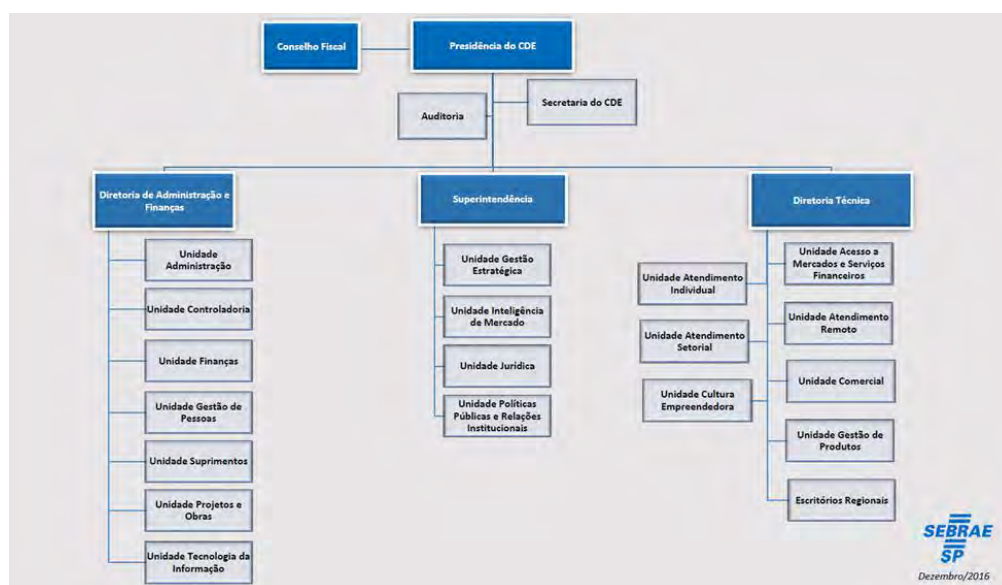 Conselho Fiscal
Presidência do CDE
Auditoria
Secretaria do CDE
Diretoria de Administração e
Finanças
Unidade
Administração
Unidade Controladoria
Unidade Finanças
Unidade Gestão de
Pessoas
Unidade Suprimentos
Unidade Projetos e
Obras
Unidade Tecnologia da
Informação
Superintendência
Unidade Gestão
Estratégica
Unidade Inteligência
de Mercado
Unidade Jurídica
Unidade Políticas
Públicas e Relações
Institucionais
Diretoria Técnica
Unidade Atendimento
Individual
Unidade Atendimento
Setorial
Unidade Cultura
Empreendedora
Unidade Acesso a
Mercados e Serviços
Financeiros
Unidade Atendimento
Remoto
Unidade Comercial
Unidade Gestão de
Produtos
Escritórios Regionais
SEBRAE
SP
Dezembro/2016